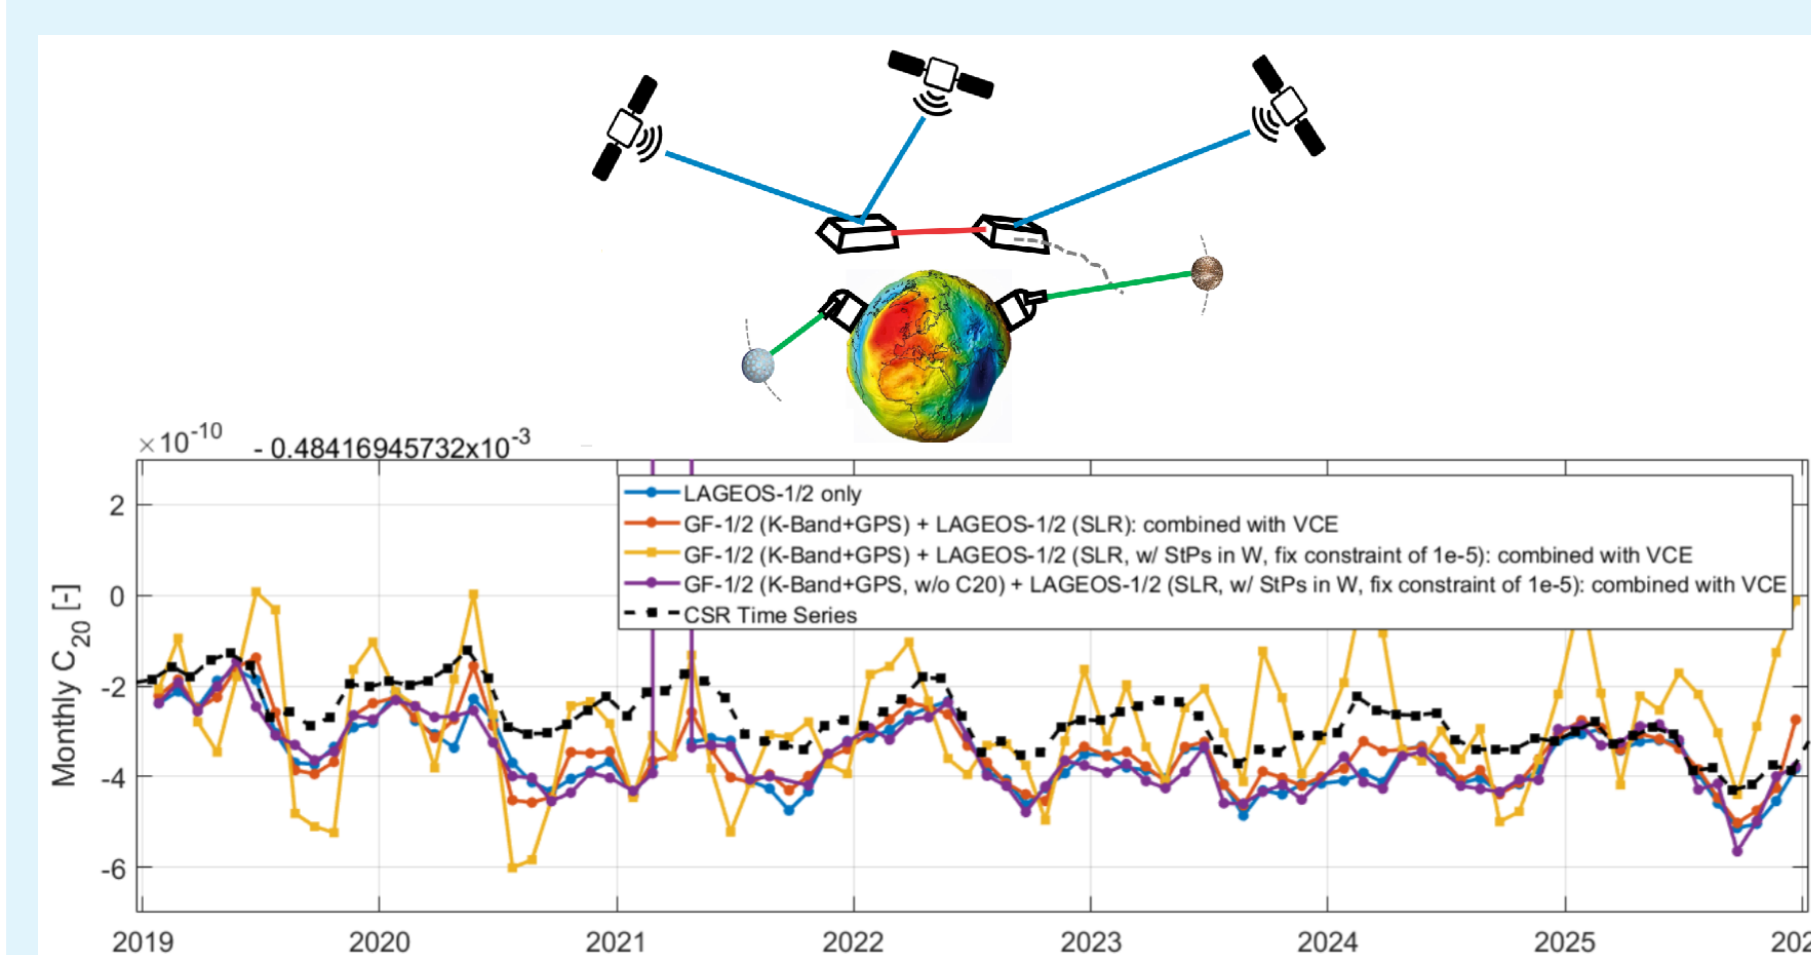 ×10⁻¹⁰ - 0.48416945732x10⁻³
Monthly C₂₀ [-]
2
0
-2
-4
-6
LAGEOS-1/2 only
GF-1/2 (K-Band+GPS) + LAGEOS-1/2 (SLR): combined with VCE
GF-1/2 (K-Band+GPS) + LAGEOS-1/2 (SLR, w/ StPs in W, fix constraint of 1e-5): combined with VCE
GF-1/2 (K-Band+GPS, w/o C20) + LAGEOS-1/2 (SLR, w/ StPs in W, fix constraint of 1e-5): combined with VCE
CSR Time Series
2019 2020 2021 2022 2023 2024 2025 202